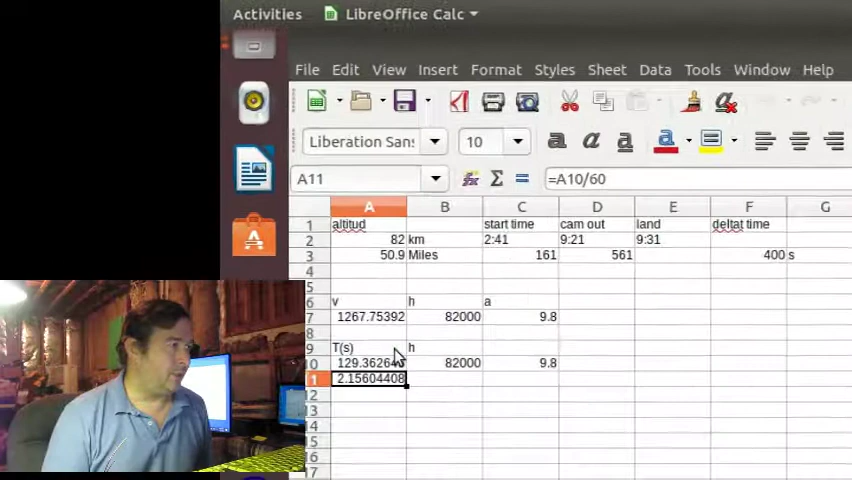 Activities LibreOffice Calc
File Edit View Insert Format Styles Sheet Data Tools Window Help
Liberation Sans 10 a a a a
A11 =A10/60
A B C D E F G
1 altitud start time cam out land deltat time
2 82 km 2:41 9:21 9:31
3 50.9 Miles 161 561 400 s
4
5
6 v h a
7 1267.75392 82000 9.8
8
9 T(s) h
10 82000 9.8
11 2.15604408
12
13
14
15
16
17